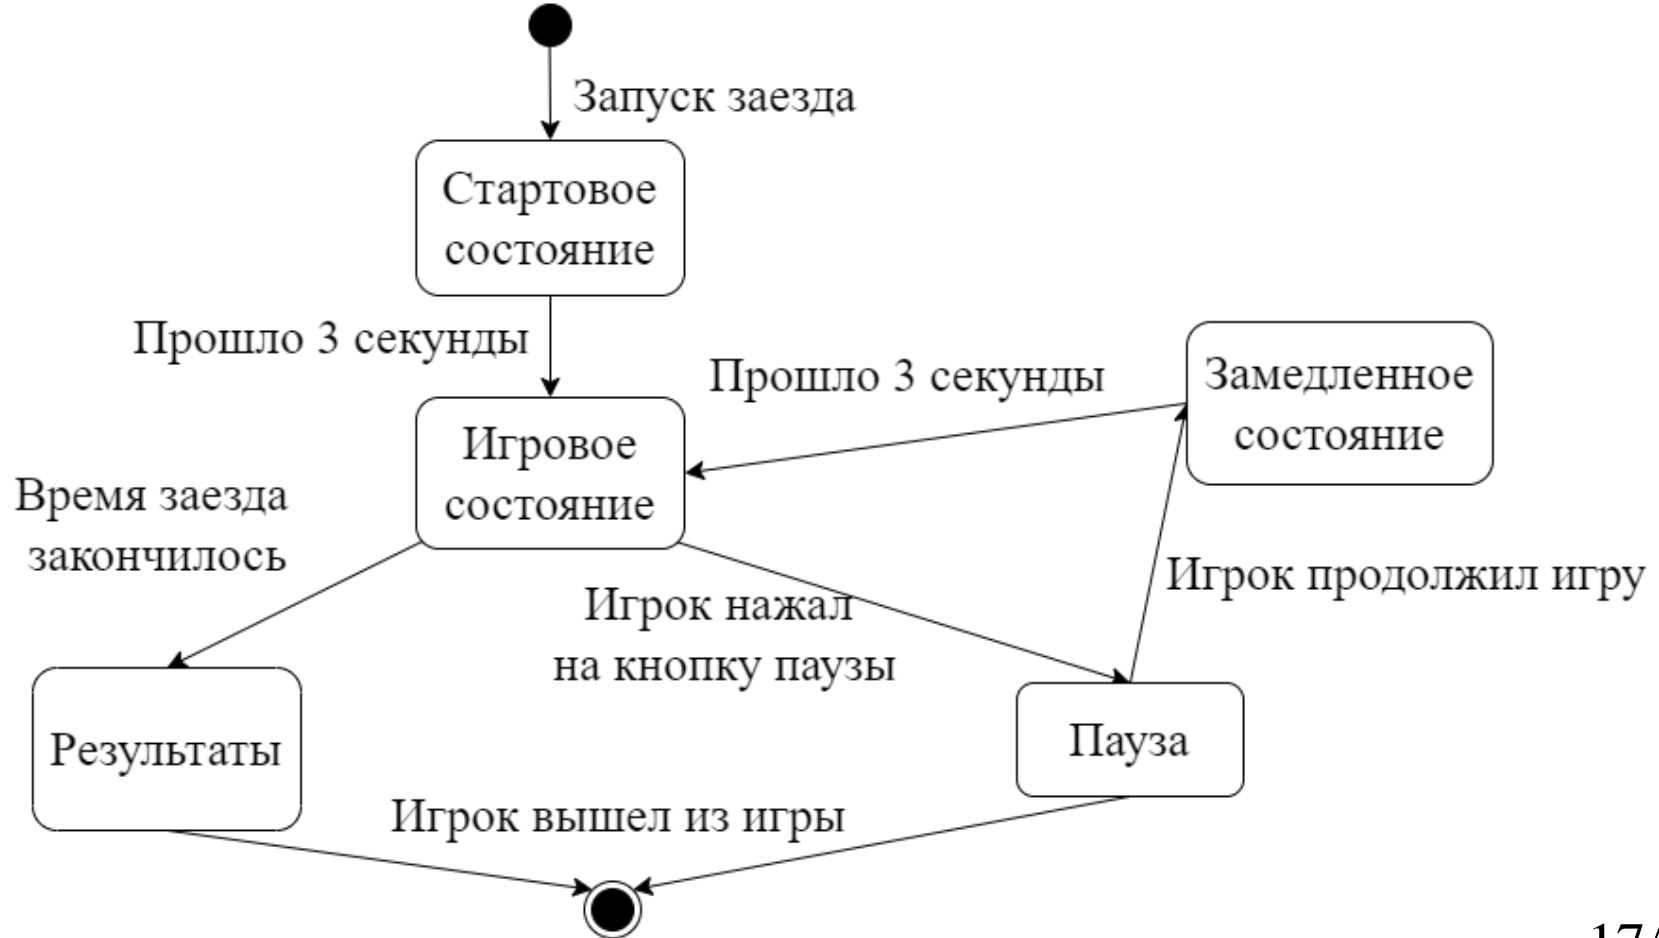 Запуск заезда
Стартовое
состояние
Прошло 3 секунды
Прошло 3 секунды
Замедленное
состояние
Игровое
состояние
Время заезда
закончилось
Игрок нажал
на кнопку паузы
Игрок продолжил игру
Результаты
Пауза
Игрок вышел из игры